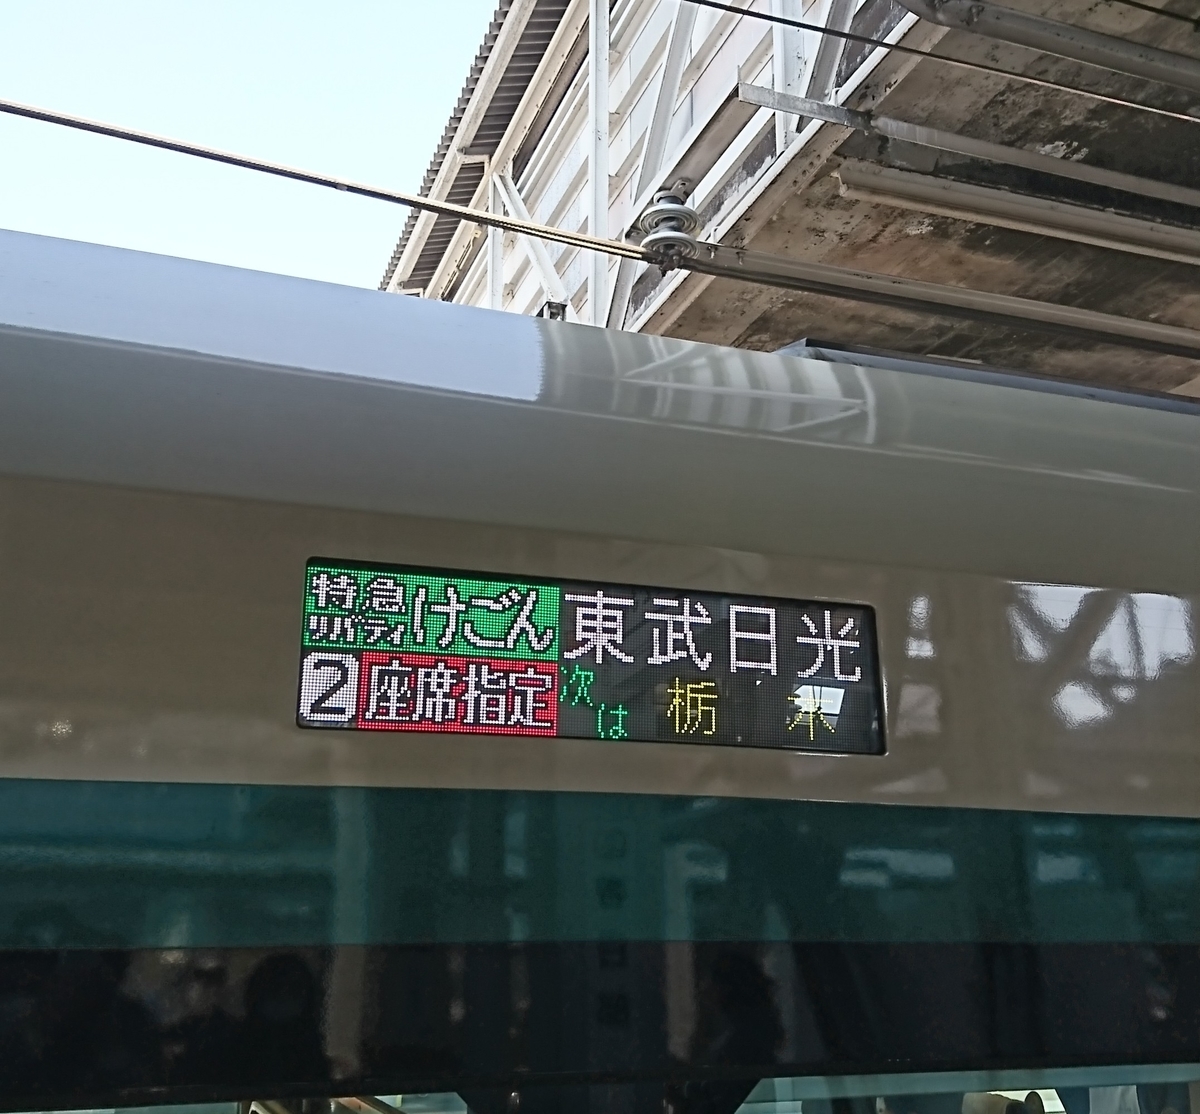 特急
リバティ けごん 東武日光
2 座席指定 次は 栃木